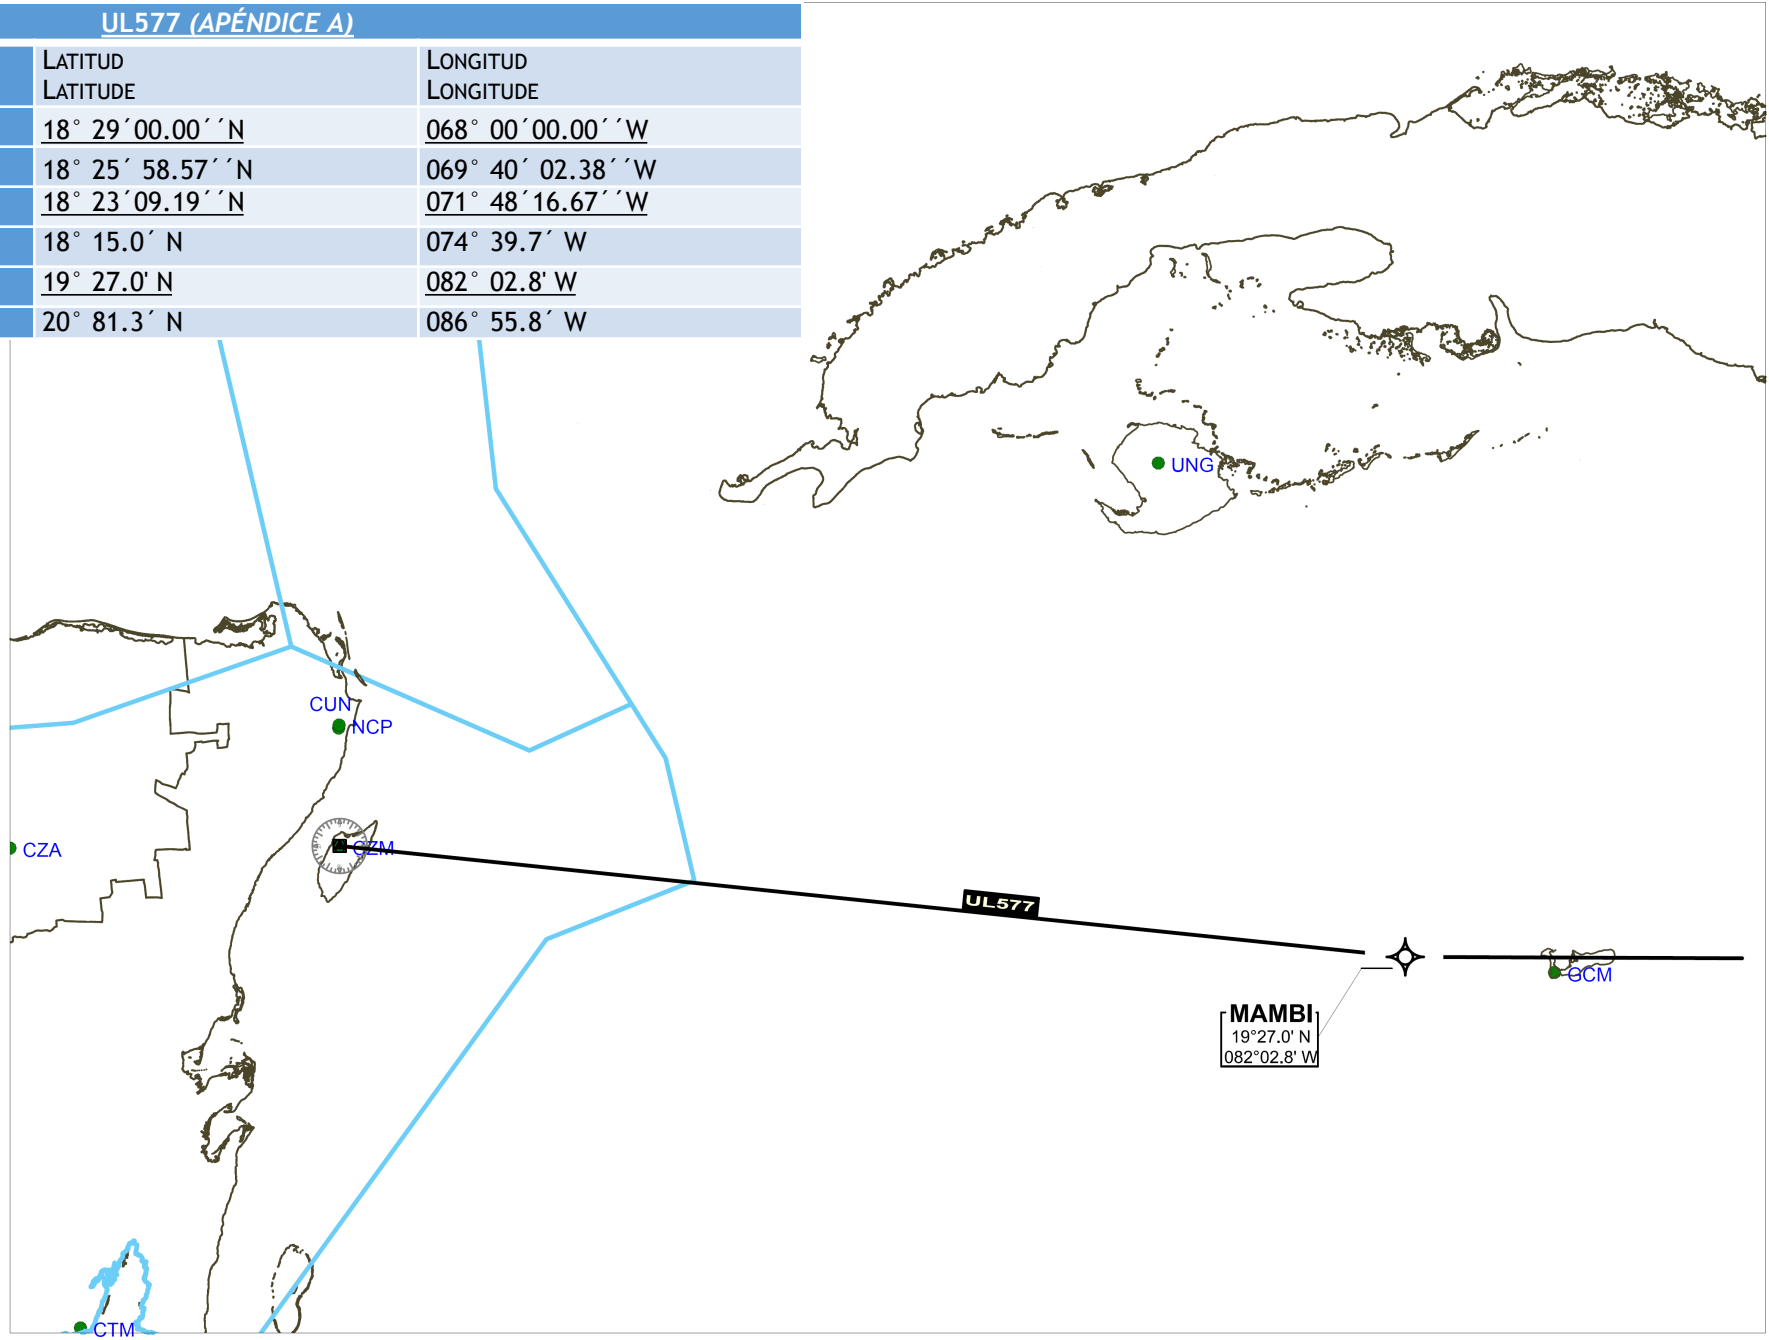 UL577 (APÉNDICE A)
LATITUD LONGITUD
LATITUDE LONGITUDE
18° 29´00.00´´N 068° 00´00.00´´W
18° 25´ 58.57´´N 069° 40´ 02.38´´W
18° 23´09.19´´N 071° 48´16.67´´W
18° 15.0´ N 074° 39.7´ W
19° 27.0' N 082° 02.8' W
20° 81.3´ N 086° 55.8´ W
UNG
CUN
NCP
CZA
CZM
UL577
GCM
MAMBI
19°27.0' N
082°02.8' W
CTM